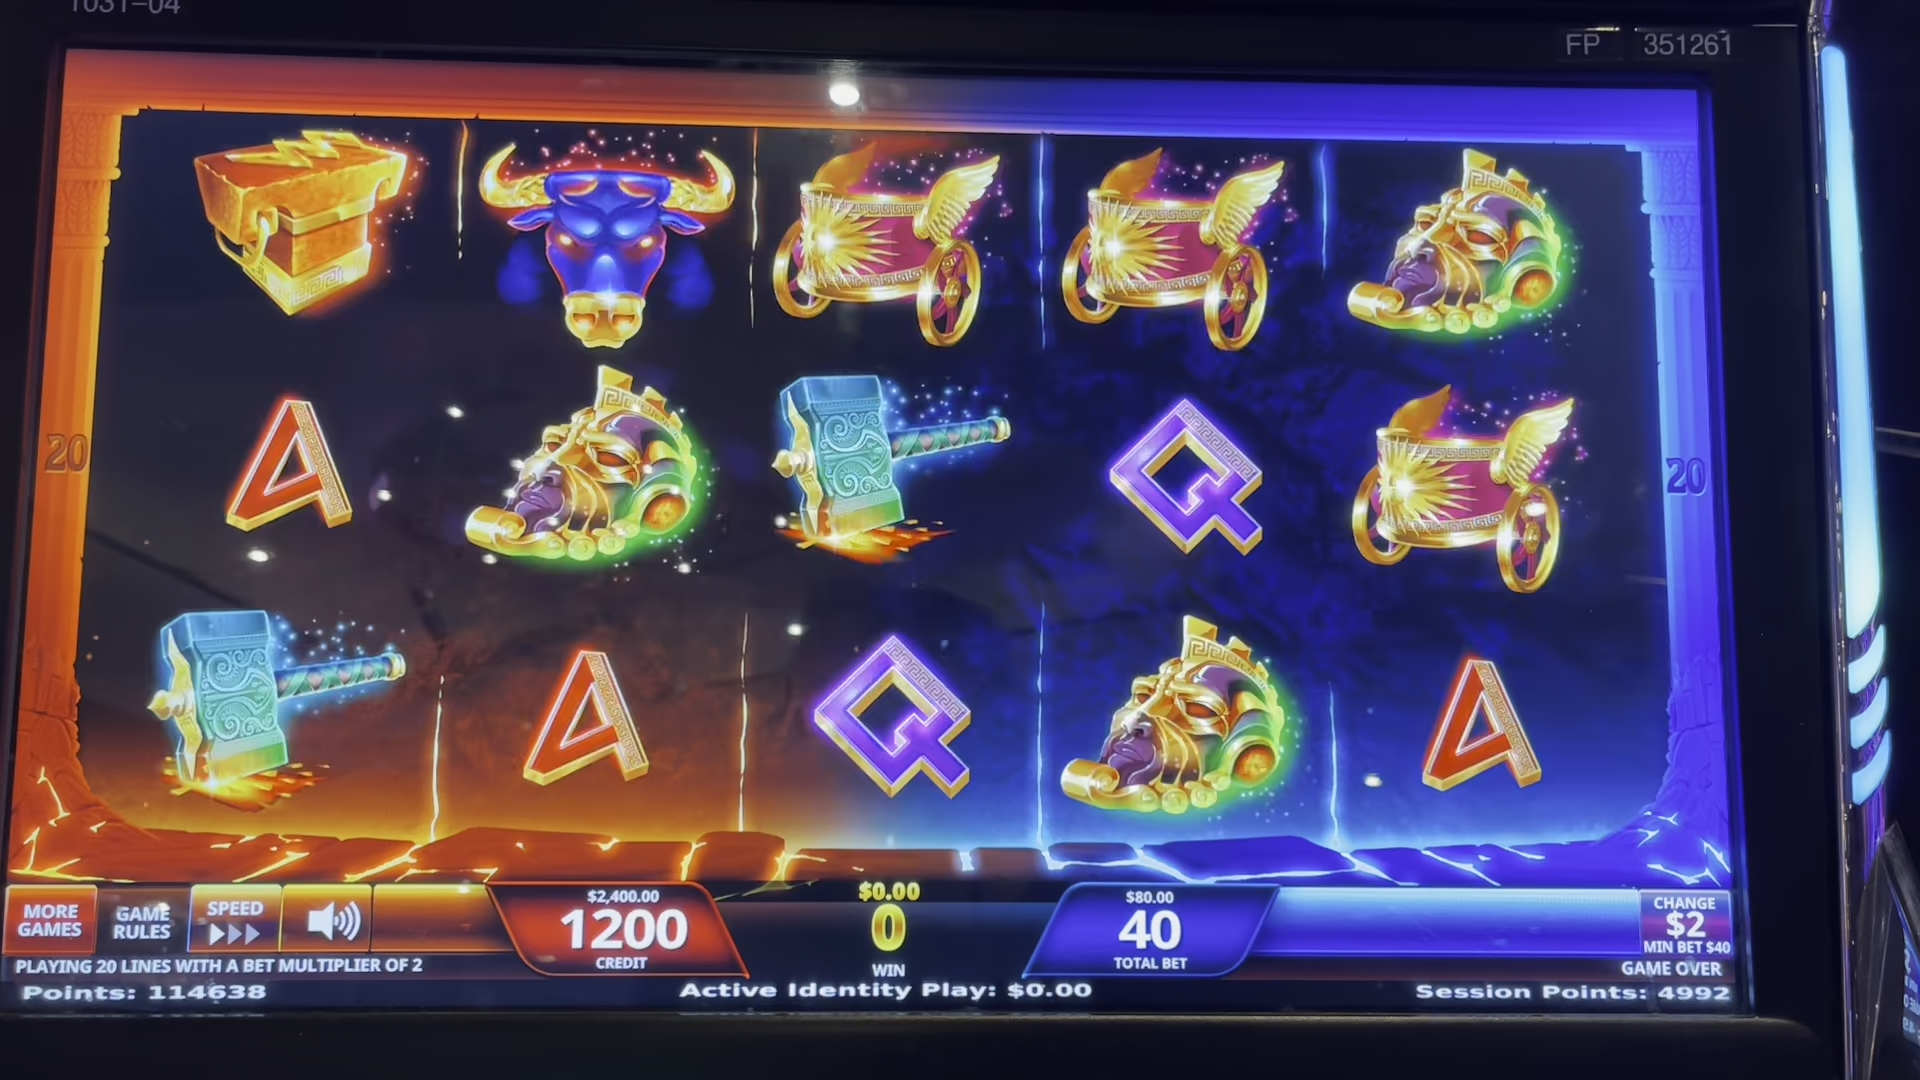 1031-04
FP 351261
A
Q
A
Q
A
20
20
MORE GAMES
GAME RULES
SPEED
$2,400.00
1200
CREDIT
$0.00
0
WIN
$80.00
40
TOTAL BET
CHANGE
$2
MIN BET $40
PLAYING 20 LINES WITH A BET MULTIPLIER OF 2
GAME OVER
Points: 114638
Active Identity Play: $0.00
Session Points: 4992